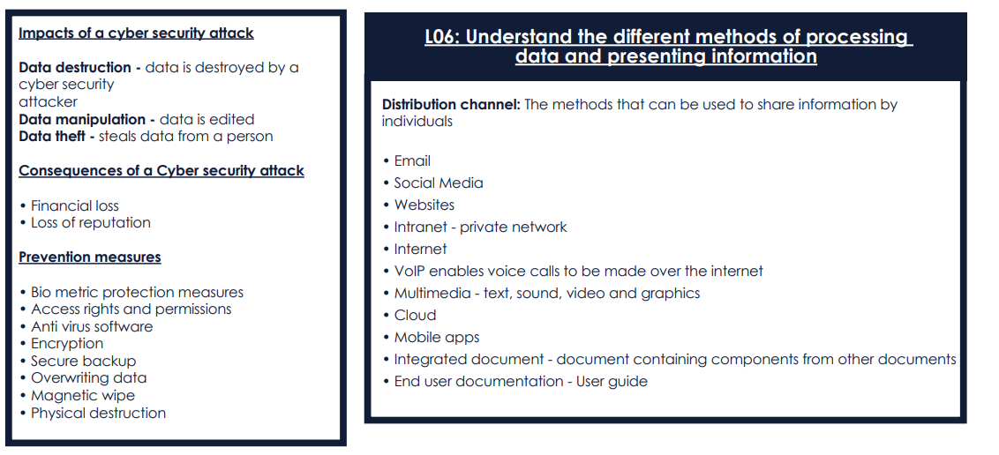 Impacts of a cyber security attack
Data destruction - data is destroyed by a
cyber security
attacker
Data manipulation - data is edited
Data theft - steals data from a person
Consequences of a Cyber security attack
• Financial loss
• Loss of reputation
Prevention measures
• Bio metric protection measures
• Access rights and permissions
• Anti virus software
• Encryption
• Secure backup
• Overwriting data
• Magnetic wipe
• Physical destruction
L06: Understand the different methods of processing
data and presenting information
Distribution channel: The methods that can be used to share information by
individuals
• Email
• Social Media
• Websites
• Intranet - private network
• Internet
• VoIP enables voice calls to be made over the internet
• Multimedia - text, sound, video and graphics
• Cloud
• Mobile apps
• Integrated document - document containing components from other documents
• End user documentation - User guide